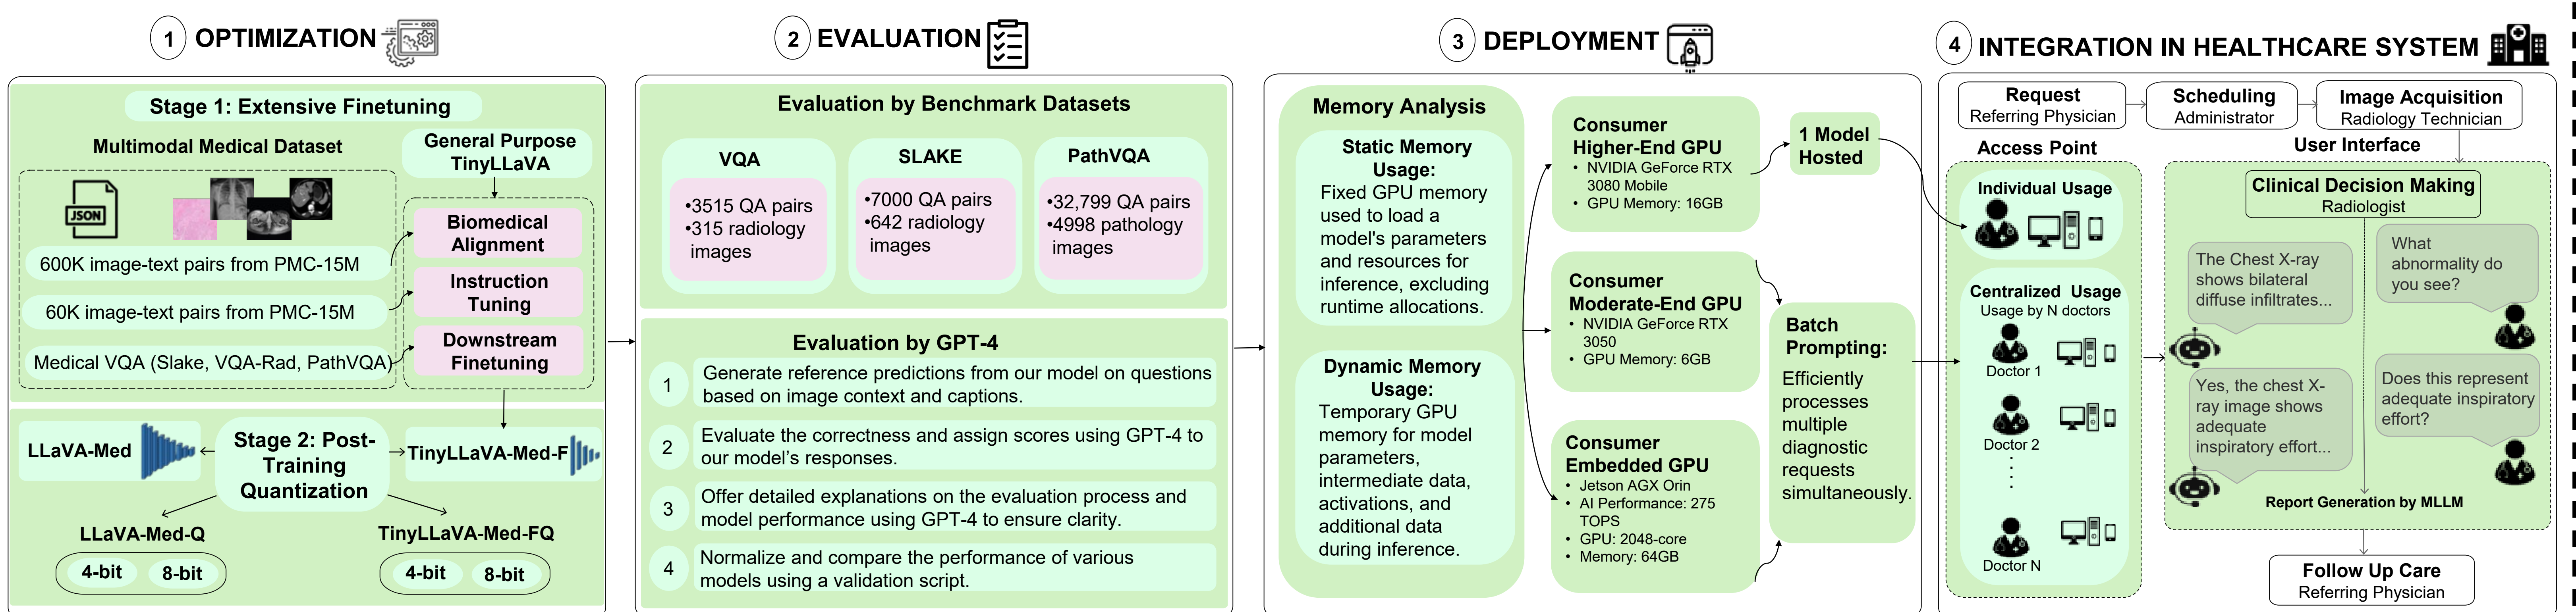 1 OPTIMIZATION
Stage 1: Extensive Finetuning
Multimodal Medical Dataset
General Purpose
TinyLLaVA
JSON
600K image-text pairs from PMC-15M
60K image-text pairs from PMC-15M
Medical VQA (Slake, VQA-Rad, PathVQA)
Biomedical
Alignment
Instruction
Tuning
Downstream
Finetuning
LLaVA-Med
Stage 2: Post-
Training
Quantization
TinyLLaVA-Med-F
LLaVA-Med-Q
4-bit 8-bit
TinyLLaVA-Med-FQ
4-bit 8-bit
2 EVALUATION
Evaluation by Benchmark Datasets
VQA
•3515 QA pairs
•315 radiology
images
SLAKE
•7000 QA pairs
•642 radiology
images
PathVQA
•32,799 QA pairs
•4998 pathology
images
Evaluation by GPT-4
1
Generate reference predictions from our model on questions
based on image context and captions.
2
Evaluate the correctness and assign scores using GPT-4 to
our model’s responses.
3
Offer detailed explanations on the evaluation process and
model performance using GPT-4 to ensure clarity.
4
Normalize and compare the performance of various
models using a validation script.
3 DEPLOYMENT
Memory Analysis
Static Memory
Usage:
Fixed GPU memory
used to load a
model's parameters
and resources for
inference, excluding
runtime allocations.
Dynamic Memory
Usage:
Temporary GPU
memory for model
parameters,
intermediate data,
activations, and
additional data
during inference.
Consumer
Higher-End GPU
• NVIDIA GeForce RTX
3080 Mobile
• GPU Memory: 16GB
Consumer
Moderate-End GPU
• NVIDIA GeForce RTX
3050
• GPU Memory: 6GB
Consumer
Embedded GPU
• Jetson AGX Orin
• AI Performance: 275
TOPS
• GPU: 2048-core
• Memory: 64GB
1 Model
Hosted
Batch
Prompting:
Efficiently
processes
multiple
diagnostic
requests
simultaneously.
4 INTEGRATION IN HEALTHCARE SYSTEM
Request
Referring Physician
Scheduling
Administrator
Image Acquisition
Radiology Technician
Access Point
Individual Usage
Centralized Usage
Usage by N doctors
Doctor 1
Doctor 2
Doctor N
User Interface
Clinical Decision Making
Radiologist
What
abnormality do
you see?
The Chest X-ray
shows bilateral
diffuse infiltrates...
Does this represent
adequate inspiratory
effort?
Yes, the chest X-
ray image shows
adequate
inspiratory effort...
Report Generation by MLLM
Follow Up Care
Referring Physician